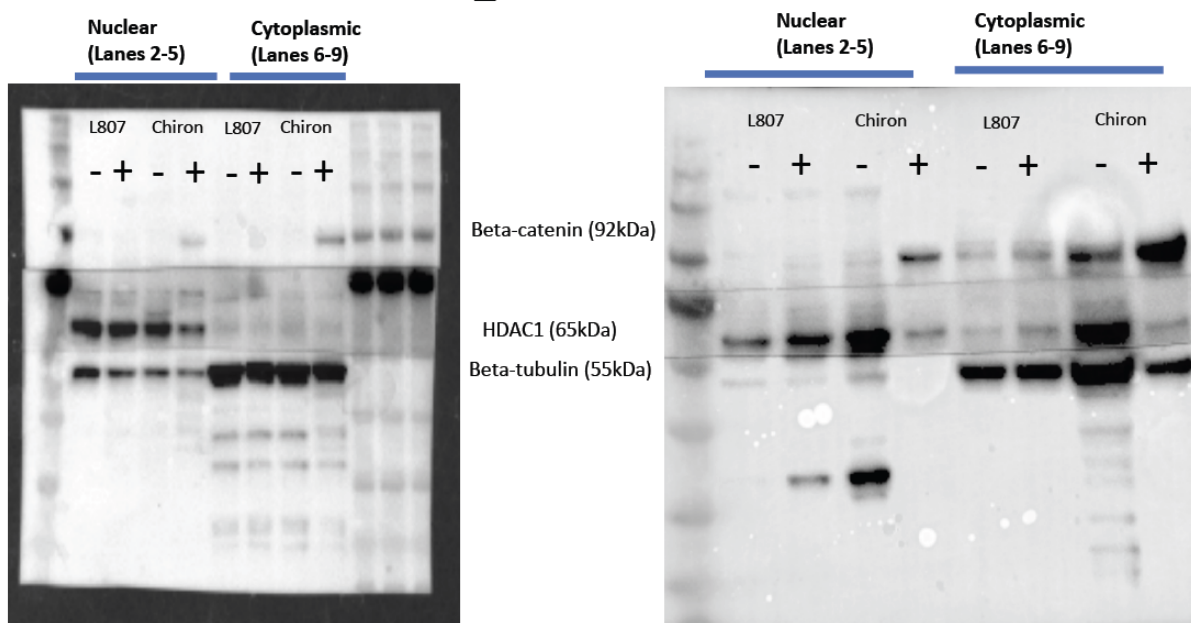 Nuclear
(Lanes 2-5)
Cytoplasmic
(Lanes 6-9)
L807 Chiron L807 Chiron
- + - + - + - +
Beta-catenin (92kDa)
HDAC1 (65kDa)
Beta-tubulin (55kDa)
Nuclear
(Lanes 2-5)
Cytoplasmic
(Lanes 6-9)
L807 Chiron L807 Chiron
- + - + - + - +